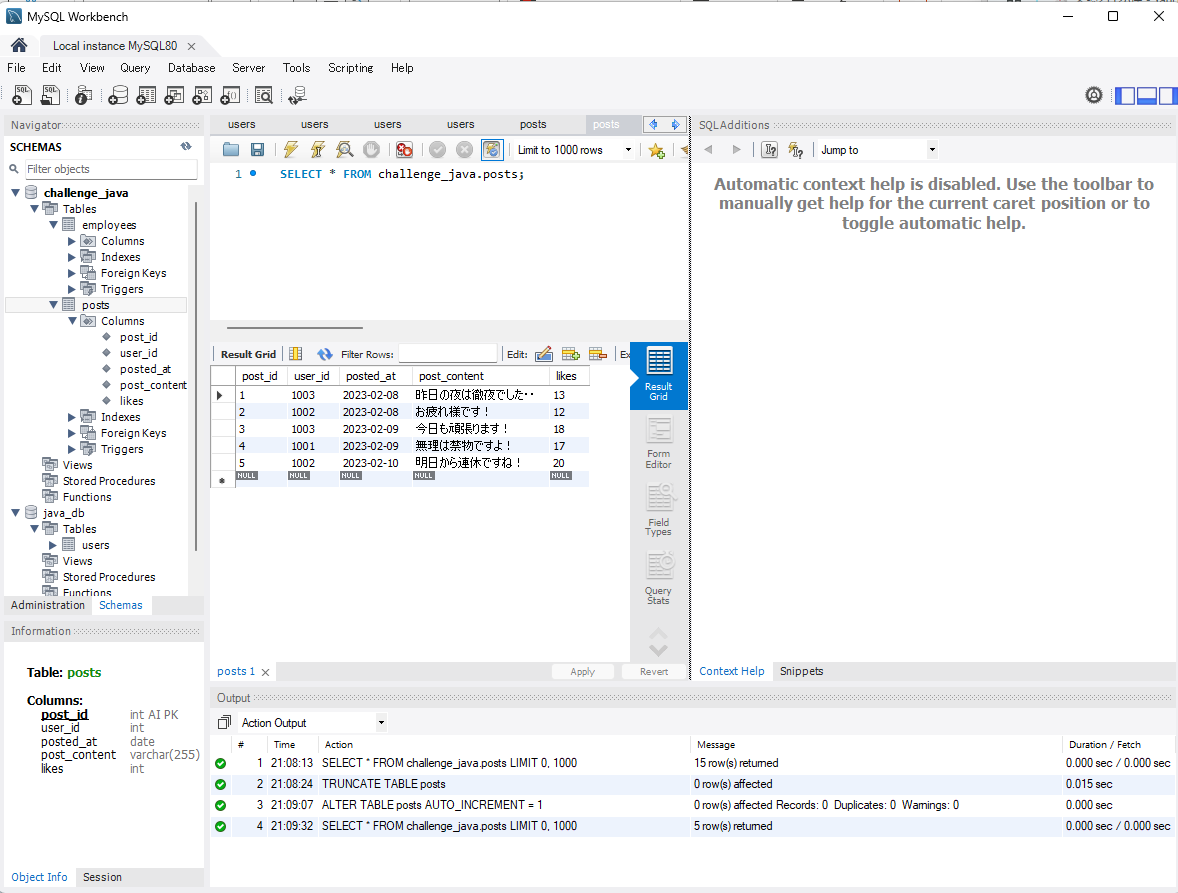 MySQL Workbench
Local instance MySQL80
File Edit View Query Database Server Tools Scripting Help
Navigator
SCHEMAS
Filter objects
challenge_java
Tables
employees
Columns
Indexes
Foreign Keys
Triggers
posts
Columns
post_id
user_id
posted_at
post_content
likes
Indexes
Foreign Keys
Triggers
Views
Stored Procedures
Functions
java_db
Tables
users
Views
Stored Procedures
Functions
Administration Schemas
Information
Table: posts
Columns:
post_id int AI PK
user_id int
posted_at date
post_content varchar(255)
likes int
Object Info Session
users users users users posts posts
Limit to 1000 rows
1 SELECT * FROM challenge_java.posts;
Result Grid Filter Rows: Edit: Ex
post_id user_id posted_at post_content likes
1 1003 2023-02-08 昨日の夜は徹夜でした・・ 13
2 1002 2023-02-08 お疲れ様です！ 12
3 1003 2023-02-09 今日も頑張ります！ 18
4 1001 2023-02-09 無理は禁物ですよ！ 17
5 1002 2023-02-10 明日から連休ですね！ 20
NULL NULL NULL NULL NULL
Result
Grid
Form
Editor
Field
Types
Query
Stats
posts 1 Apply Revert
SQLAdditions
Jump to
Automatic context help is disabled. Use the toolbar to
manually get help for the current caret position or to
toggle automatic help.
Context Help Snippets
Output
Action Output
# Time Action Message Duration / Fetch
1 21:08:13 SELECT * FROM challenge_java.posts LIMIT 0, 1000 15 row(s) returned 0.000 sec / 0.000 sec
2 21:08:24 TRUNCATE TABLE posts 0 row(s) affected 0.015 sec
3 21:09:07 ALTER TABLE posts AUTO_INCREMENT = 1 0 row(s) affected Records: 0 Duplicates: 0 Warnings: 0 0.000 sec
4 21:09:32 SELECT * FROM challenge_java.posts LIMIT 0, 1000 5 row(s) returned 0.000 sec / 0.000 sec